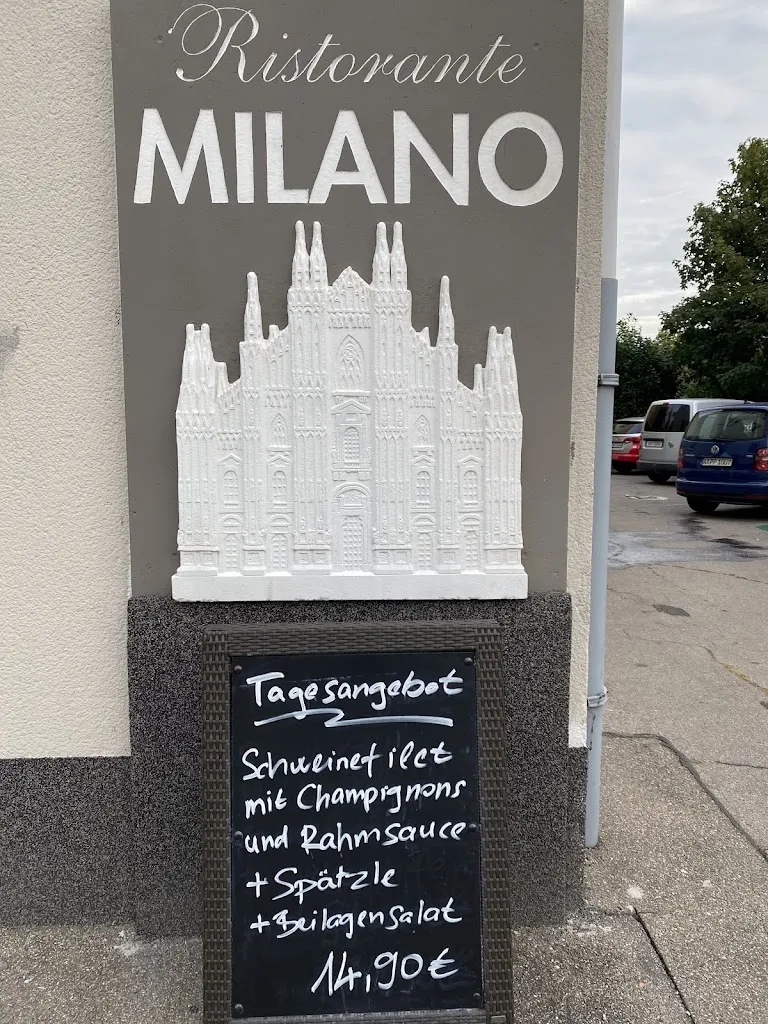 Ristorante
MILANO
Tagesangebot
Schweinefilet
mit Champignons
und Rahmsauce
+ Spätzle
+ Beilagensalat
14,90€